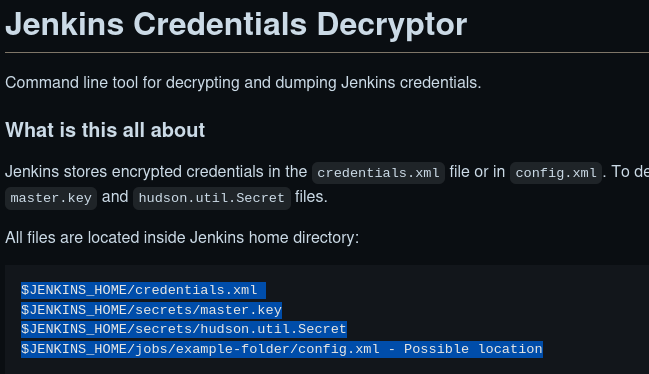 Jenkins Credentials Decryptor
Command line tool for decrypting and dumping Jenkins credentials.
What is this all about
Jenkins stores encrypted credentials in the credentials.xml file or in config.xml. To de
master.key and hudson.util.Secret files.
All files are located inside Jenkins home directory:
$JENKINS_HOME/credentials.xml
$JENKINS_HOME/secrets/master.key
$JENKINS_HOME/secrets/hudson.util.Secret
$JENKINS_HOME/jobs/example-folder/config.xml - Possible location